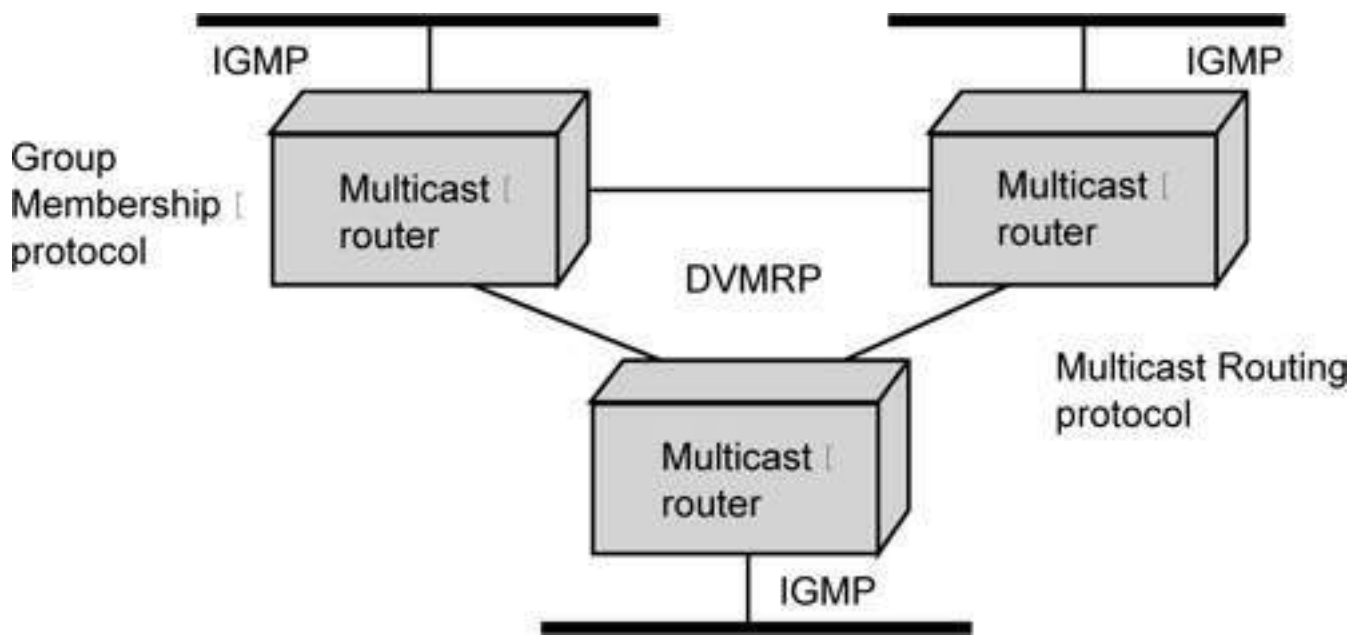 IGMP
IGMP
Group
Membership
protocol
Multicast
router
Multicast
router
DVMRP
Multicast Routing
protocol
Multicast
router
IGMP